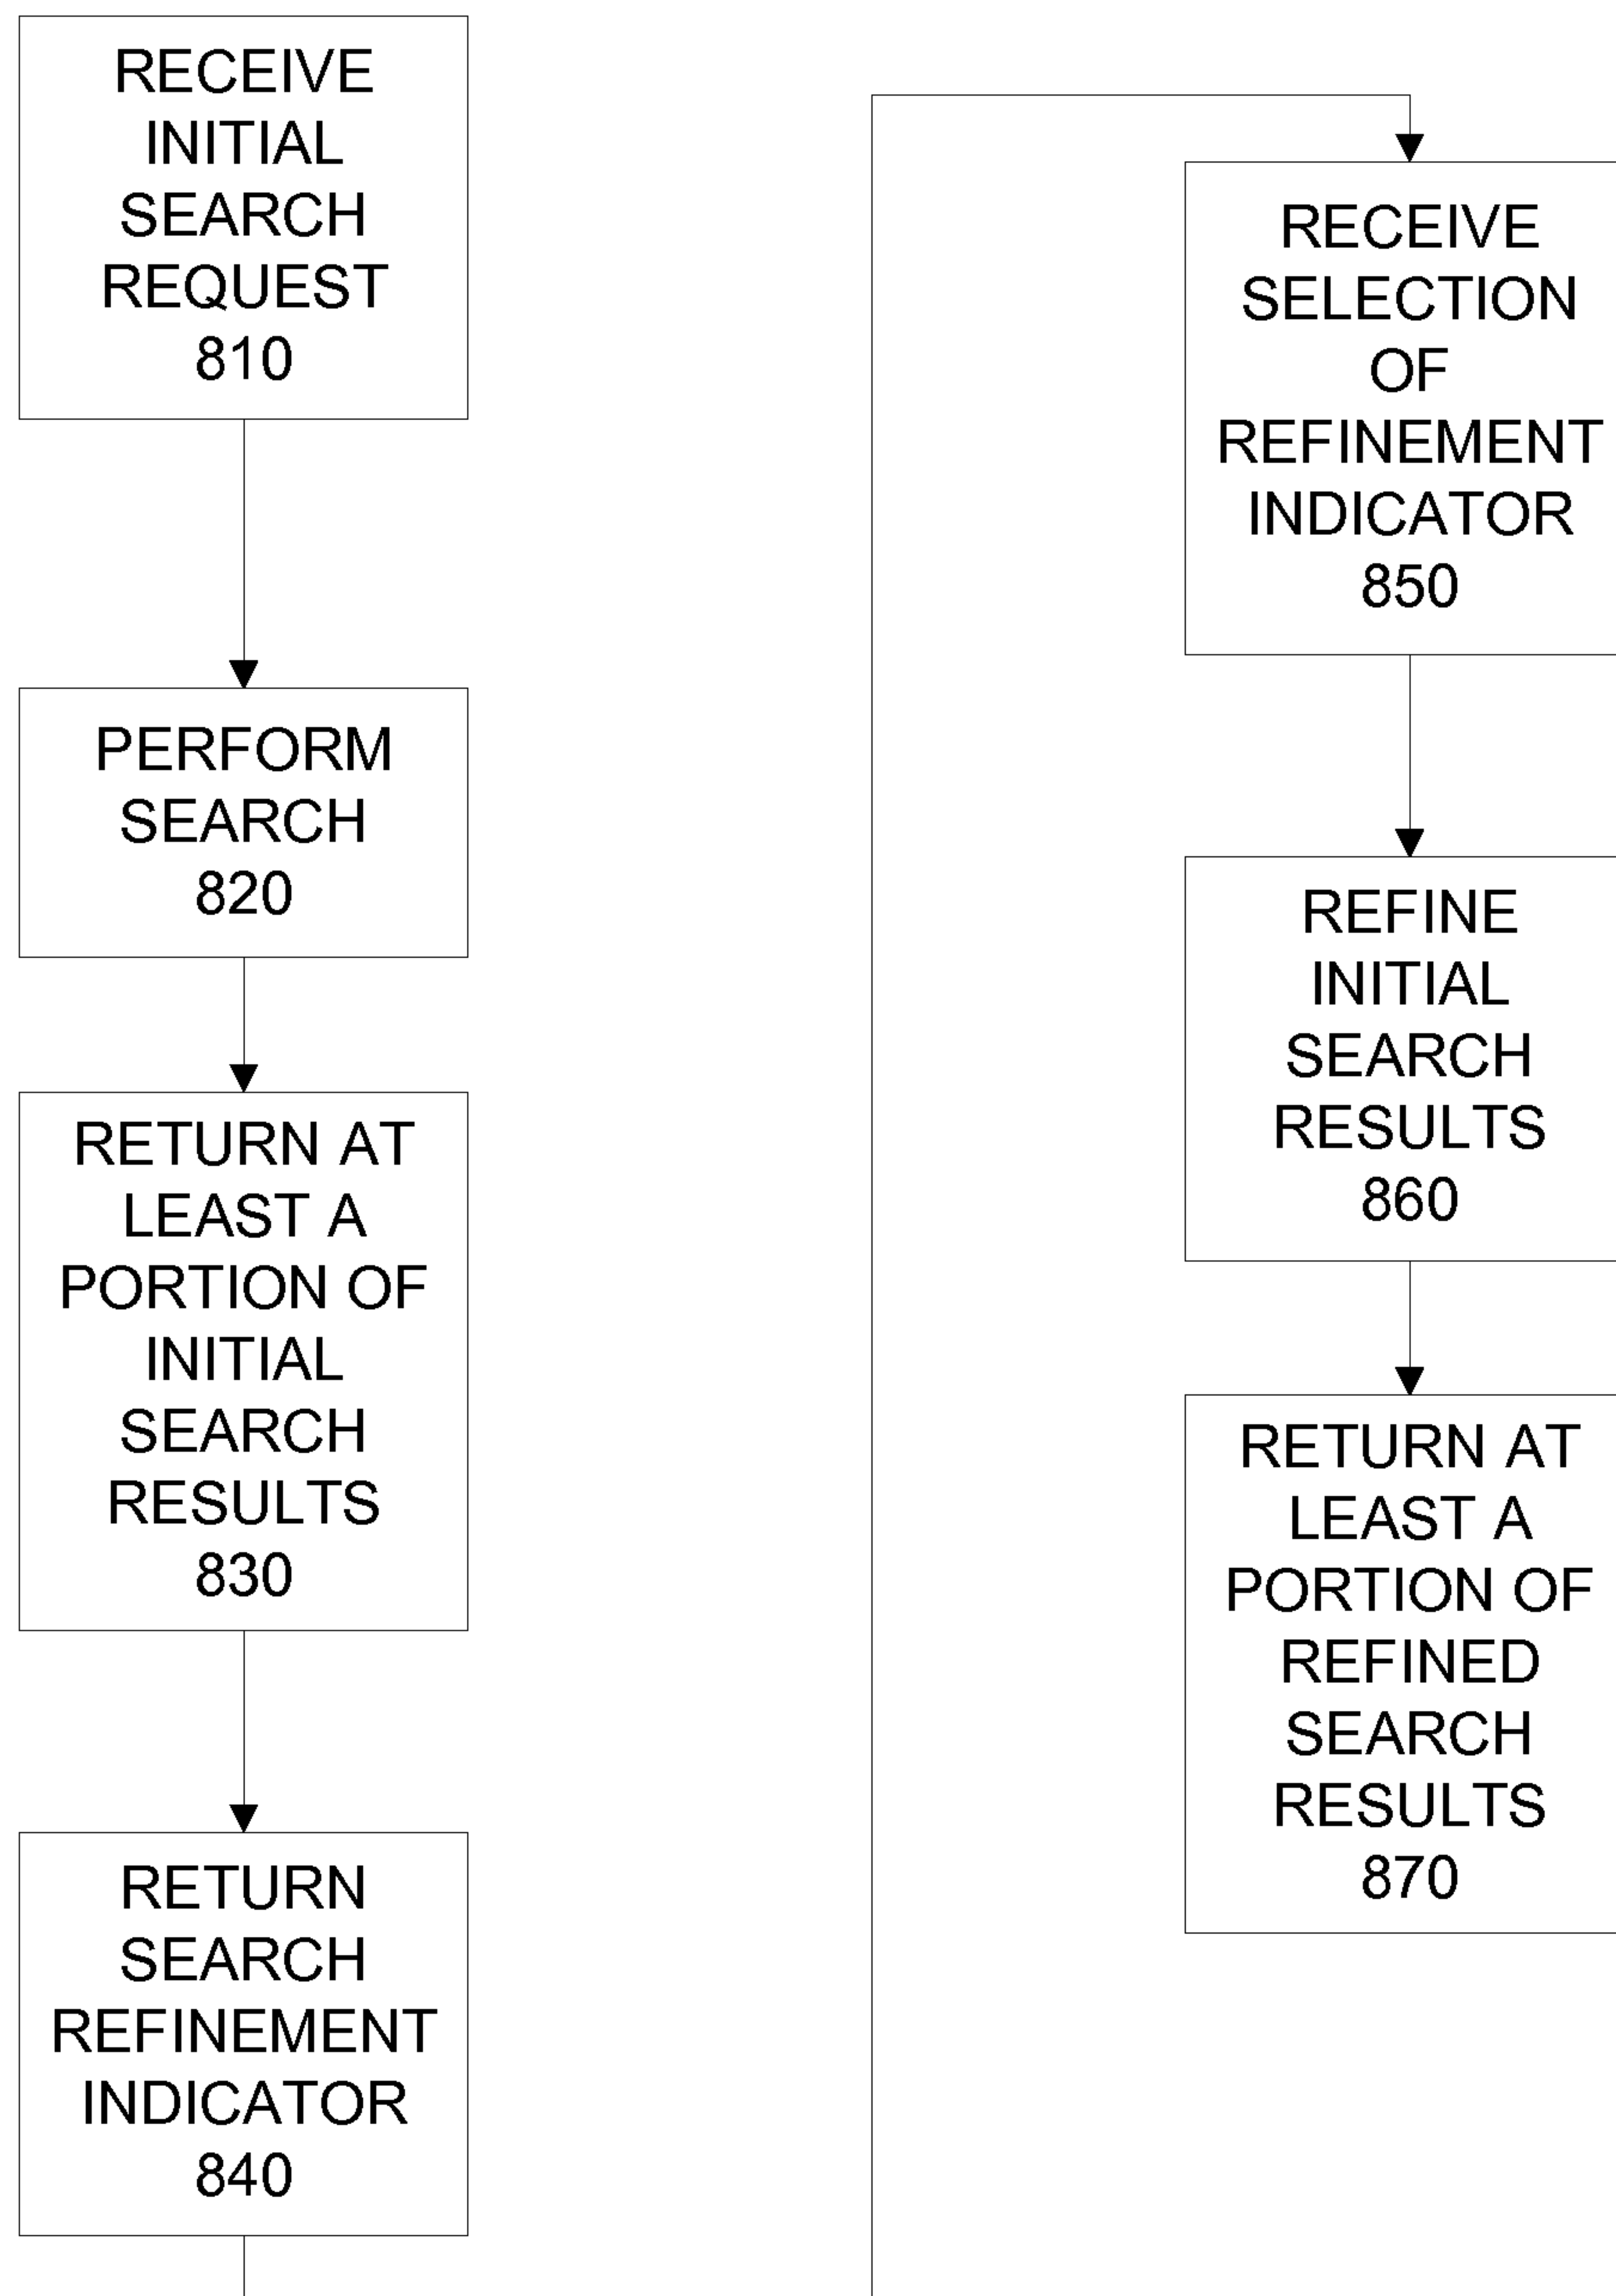 RECEIVE
INITIAL
SEARCH
REQUEST
810
PERFORM
SEARCH
820
RETURN AT
LEAST A
PORTION OF
INITIAL
SEARCH
RESULTS
830
RETURN
SEARCH
REFINEMENT
INDICATOR
840
RECEIVE
SELECTION
OF
REFINEMENT
INDICATOR
850
REFINE
INITIAL
SEARCH
RESULTS
860
RETURN AT
LEAST A
PORTION OF
REFINED
SEARCH
RESULTS
870